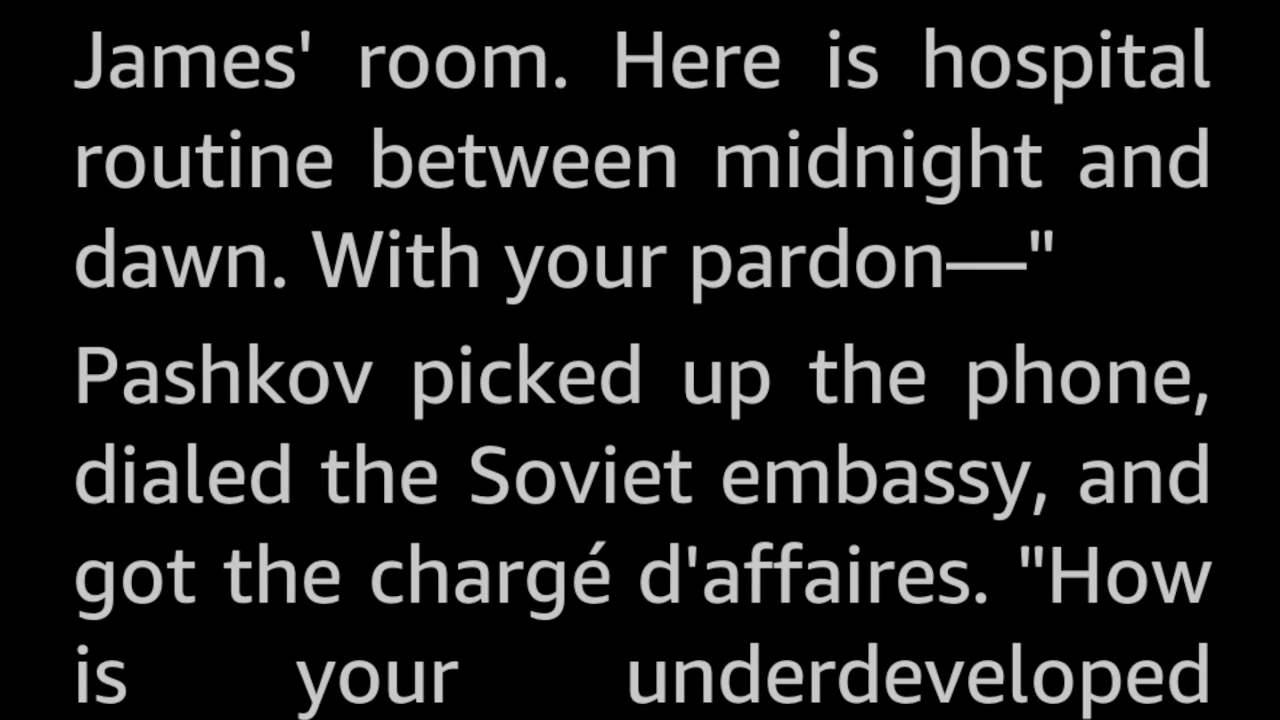 James' room. Here is hospital
routine between midnight and
dawn. With your pardon—"
Pashkov picked up the phone,
dialed the Soviet embassy, and
got the chargé d'affaires. "How
is your underdeveloped